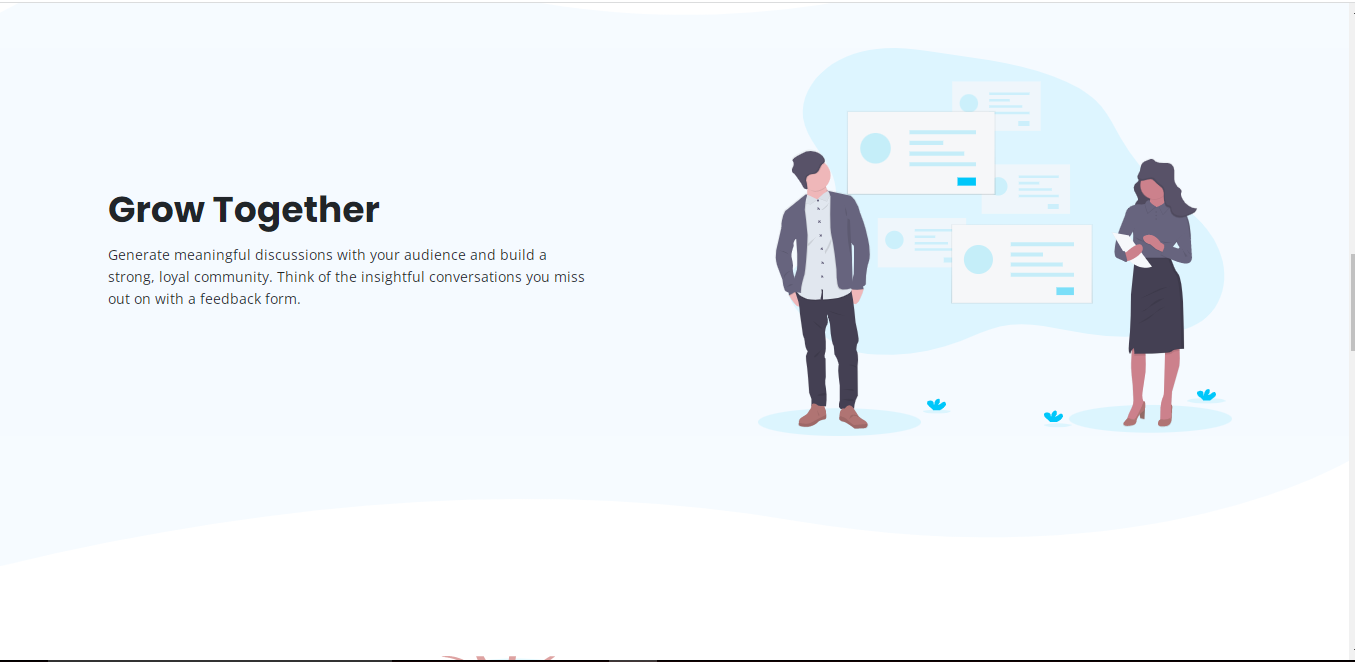 Grow Together
Generate meaningful discussions with your audience and build a
strong, loyal community. Think of the insightful conversations you miss
out on with a feedback form.